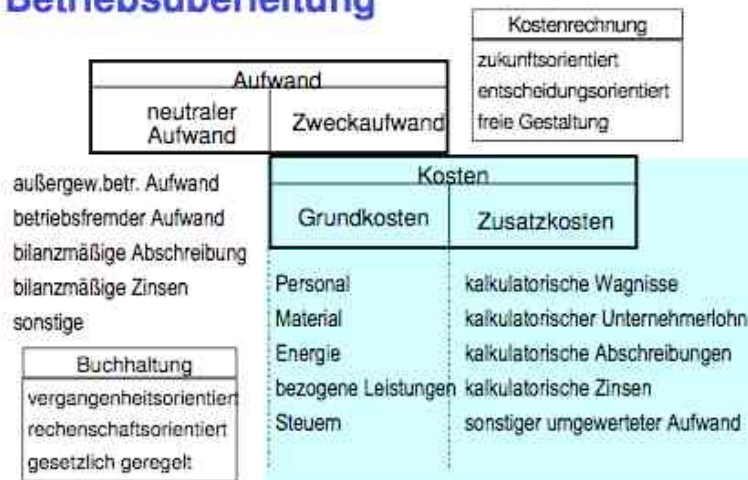 Betriebsüberleitung
Kostenrechnung
zukunftsorientiert
entscheidungsorientiert
freie Gestaltung
Aufwand
neutraler
Aufwand
Zweckaufwand
Kosten
Grundkosten
Zusatzkosten
außergew.betr. Aufwand
betriebsfremder Aufwand
bilanzmäßige Abschreibung
bilanzmäßige Zinsen
sonstige
Personal
Material
Energie
bezogene Leistungen
Steuern
kalkulatorische Wagnisse
kalkulatorischer Unternehmerlohn
kalkulatorische Abschreibungen
kalkulatorische Zinsen
sonstiger umgewerteter Aufwand
Buchhaltung
vergangenheitsorientiert
rechenschaftsorientiert
gesetzlich geregelt